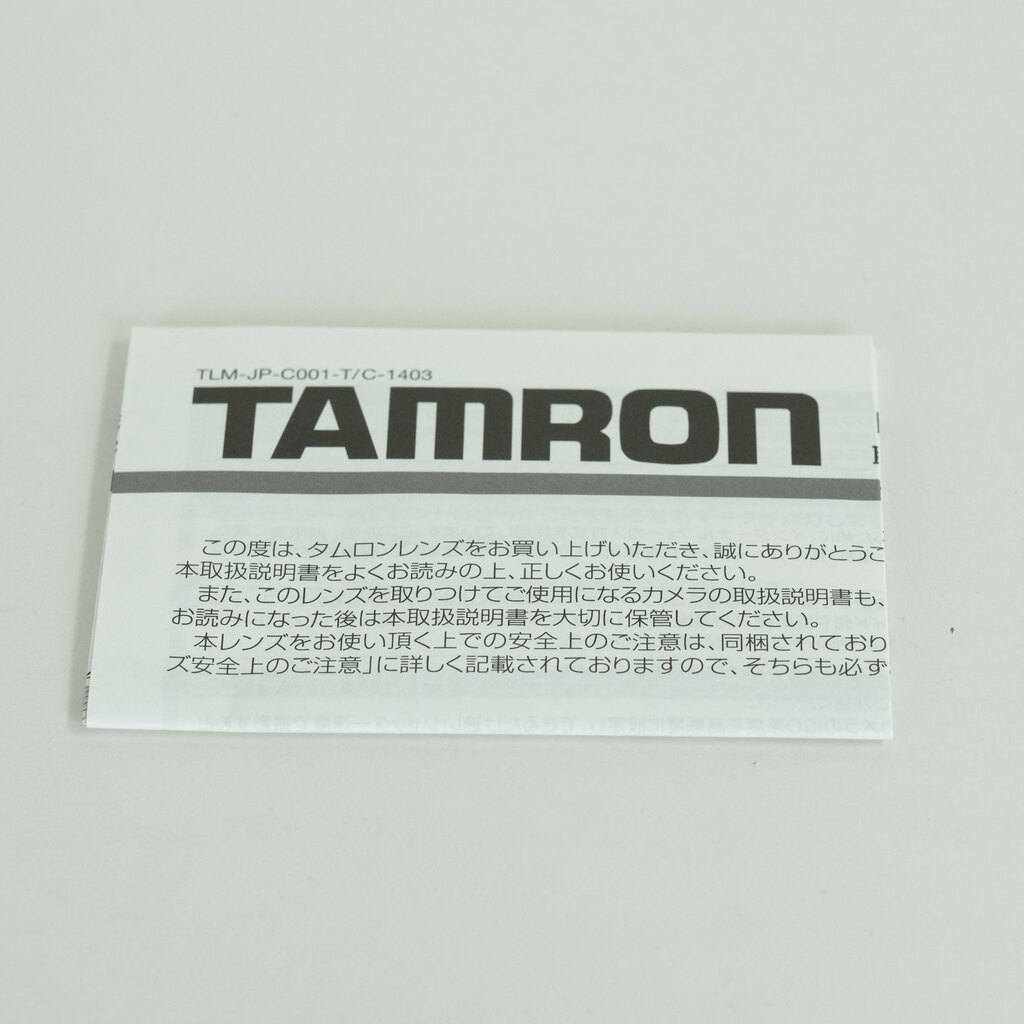 TLM-JP-C001-T/C-1403
TAMRON
この度は、タムロンレンズをお買い上げいただき、誠にありがとうご
本取扱説明書をよくお読みの上、正しくお使いください。
また、このレンズを取りつけてご使用になるカメラの取扱説明書も、
お読みになった後は本取扱説明書を大切に保管してください。
本レンズをお使い頂く上での安全上のご注意は、同梱されており
ズ安全上のご注意」に詳しく記載されておりますので、そちらも必ず